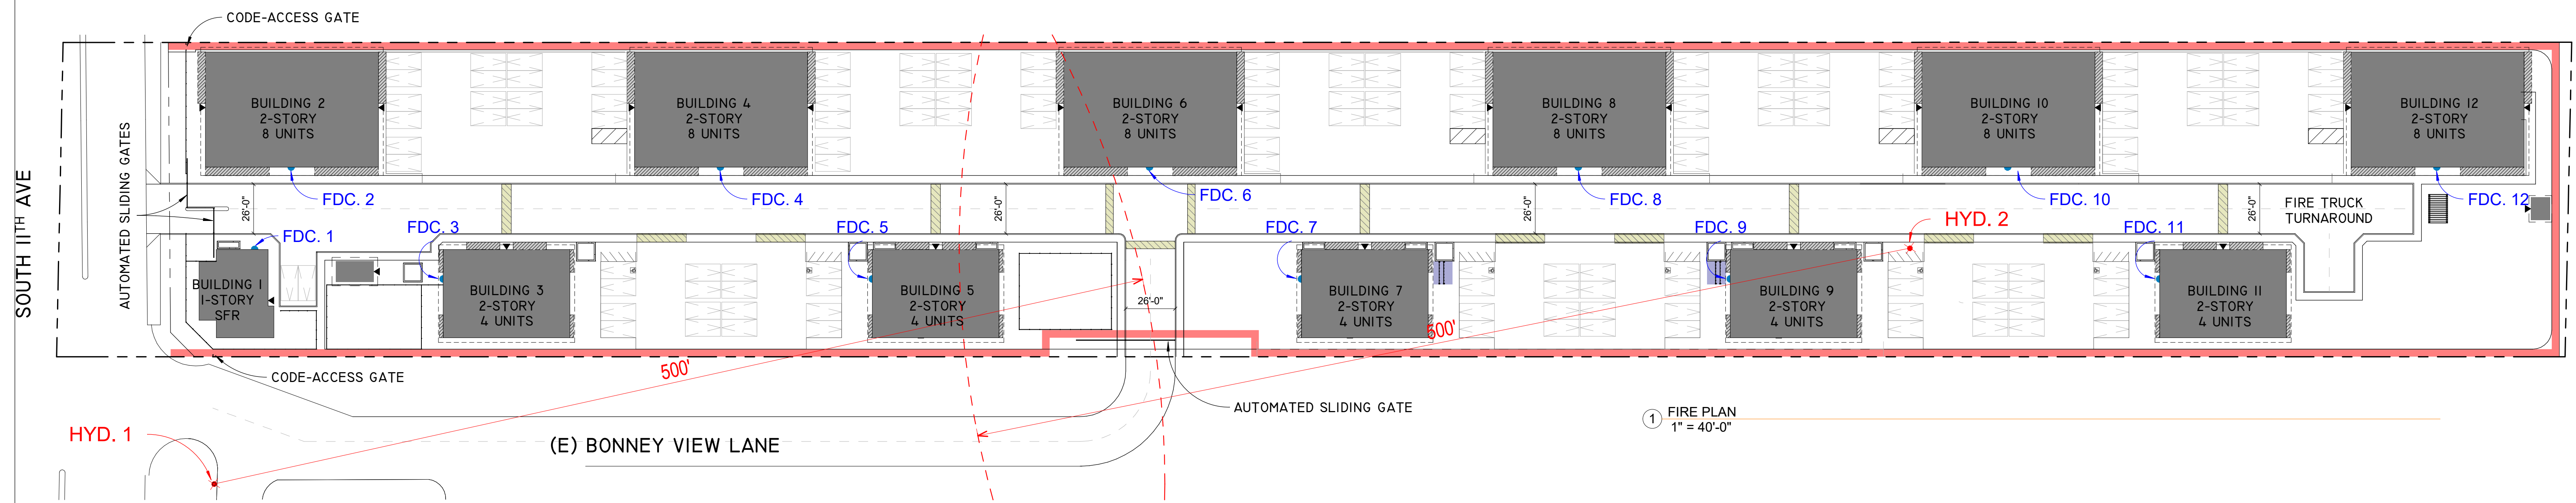 CODE-ACCESS GATE
SOUTH 11TH AVE
AUTOMATED SLIDING GATES
BUILDING 2
2-STORY
8 UNITS
BUILDING 4
2-STORY
8 UNITS
BUILDING 6
2-STORY
8 UNITS
BUILDING 8
2-STORY
8 UNITS
BUILDING 10
2-STORY
8 UNITS
BUILDING 12
2-STORY
8 UNITS
FDC. 2
FDC. 4
FDC. 6
FDC. 8
FDC. 10
FDC. 12
26'-0"
26'-0"
26'-0"
26'-0"
FIRE TRUCK
TURNAROUND
FDC. 1
FDC. 3
FDC. 5
FDC. 7
FDC. 9
HYD. 2
FDC. 11
BUILDING 1
1-STORY
SFR
BUILDING 3
2-STORY
4 UNITS
BUILDING 5
2-STORY
4 UNITS
26'-0"
BUILDING 7
2-STORY
4 UNITS
500'
BUILDING 9
2-STORY
4 UNITS
BUILDING 11
2-STORY
4 UNITS
CODE-ACCESS GATE
500'
AUTOMATED SLIDING GATE
HYD. 1
(E) BONNEY VIEW LANE
1 FIRE PLAN
1" = 40'-0"